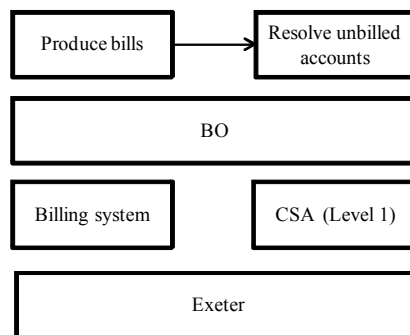 Produce bills
Resolve unbilled
accounts
BO
Billing system
CSA (Level 1)
Exeter